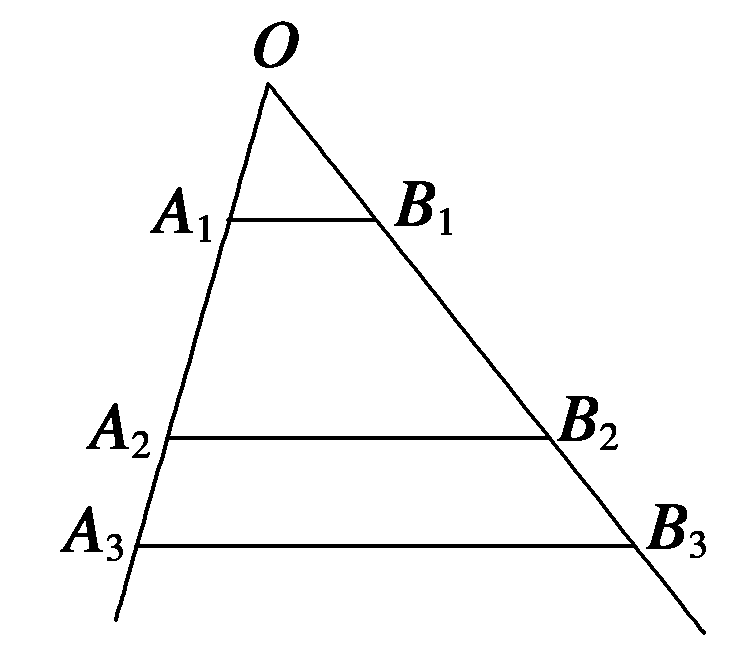 O
A₁ B₁
A₂ B₂
A₃ B₃